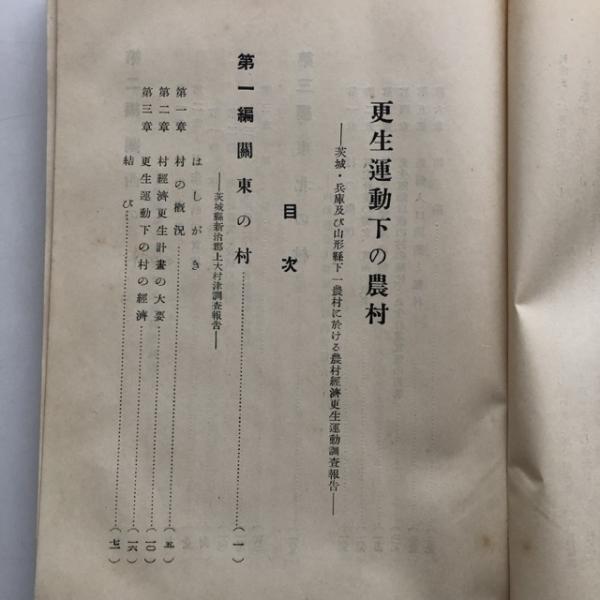 更生運動下の農村
――茨城・兵庫及び山形縣下一農村に於ける農村經濟更生運動調査報告――
目次
第一編 關東の村……(一)
――茨城縣新治郡上大村津調査報告――
はしがき
第一章 村の概況……(五)
第二章 村經濟更生計畫の大要……(一〇)
第三章 更生運動下の村の經濟……(一六)
結び……(七一)